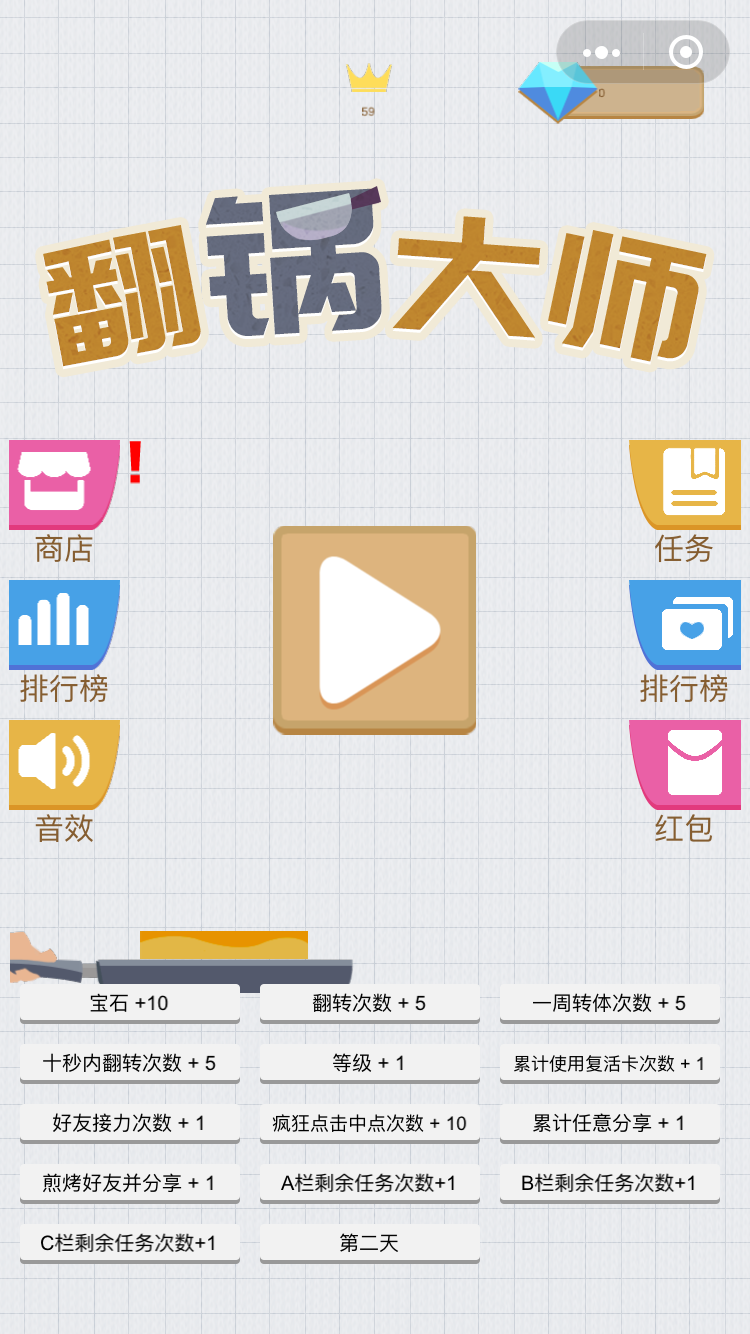 59
0
翻锅大师
!
商店
任务
排行榜
排行榜
音效
红包
宝石 +10
翻转次数 + 5
一周转体次数 + 5
十秒内翻转次数 + 5
等级 + 1
累计使用复活卡次数 + 1
好友接力次数 + 1
疯狂点击中点次数 + 10
累计任意分享 + 1
煎烤好友并分享 + 1
A栏剩余任务次数+1
B栏剩余任务次数+1
C栏剩余任务次数+1
第二天